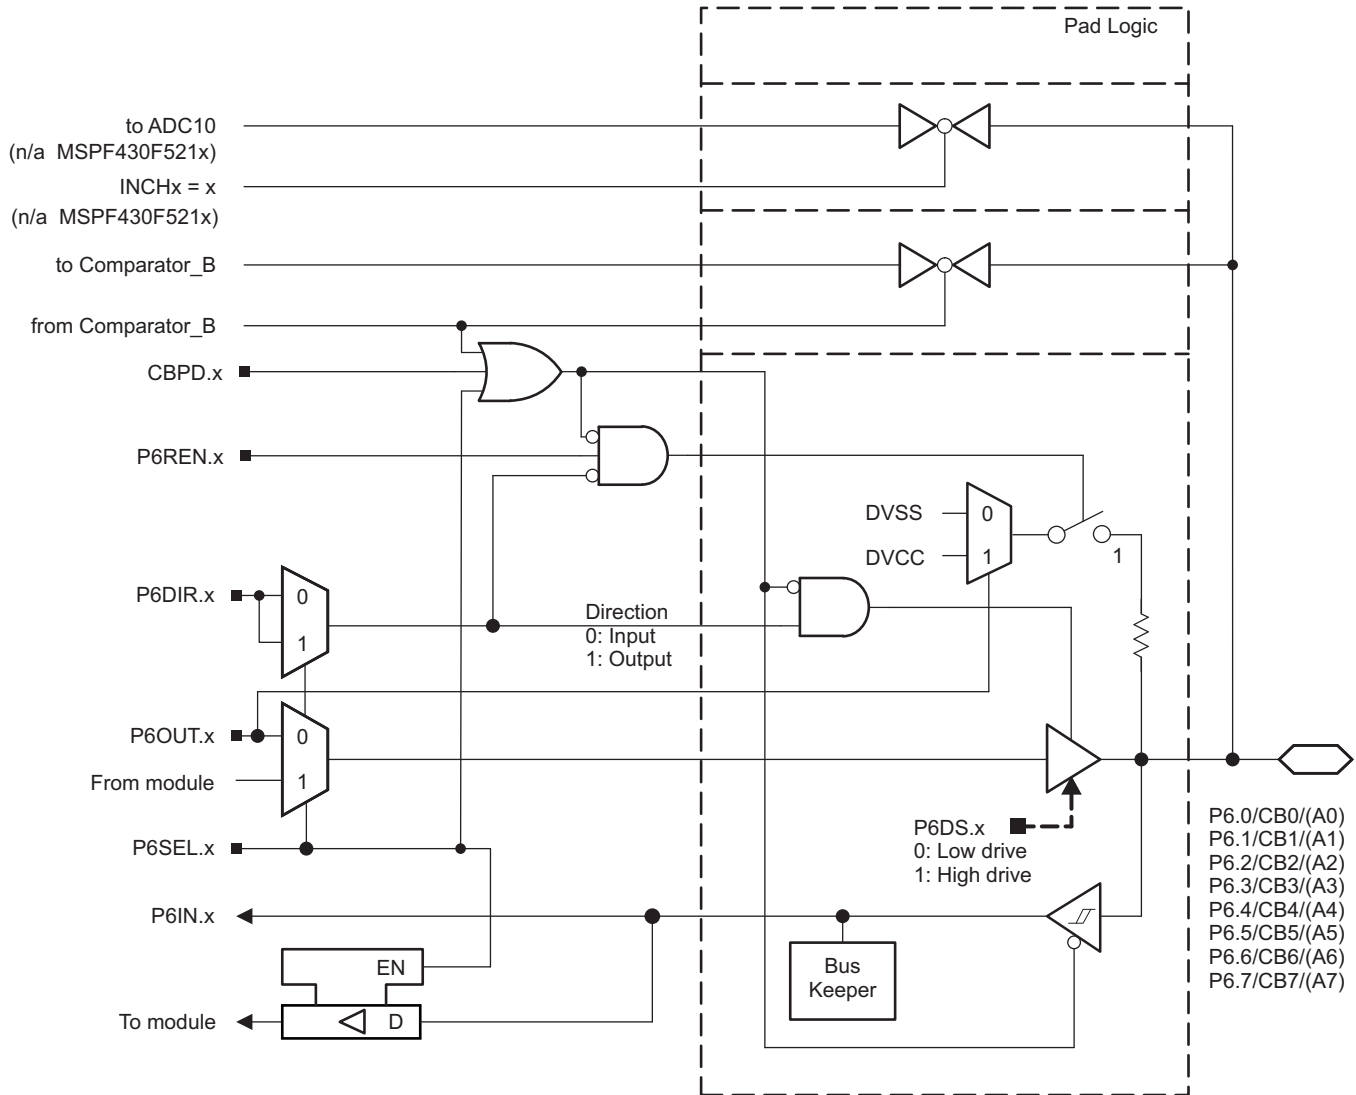 Pad Logic
to ADC10
(n/a MSPF430F521x)
INCHx = x
(n/a MSPF430F521x)
to Comparator_B
from Comparator_B
CBPD.x
P6REN.x
DVSS
0
DVCC
1
1
P6DIR.x
0
1
Direction
0: Input
1: Output
P6OUT.x
0
From module
1
P6DS.x
0: Low drive
1: High drive
P6SEL.x
P6.0/CB0/(A0)
P6.1/CB1/(A1)
P6.2/CB2/(A2)
P6.3/CB3/(A3)
P6.4/CB4/(A4)
P6.5/CB5/(A5)
P6.6/CB6/(A6)
P6.7/CB7/(A7)
P6IN.x
EN
Bus
Keeper
To module
D